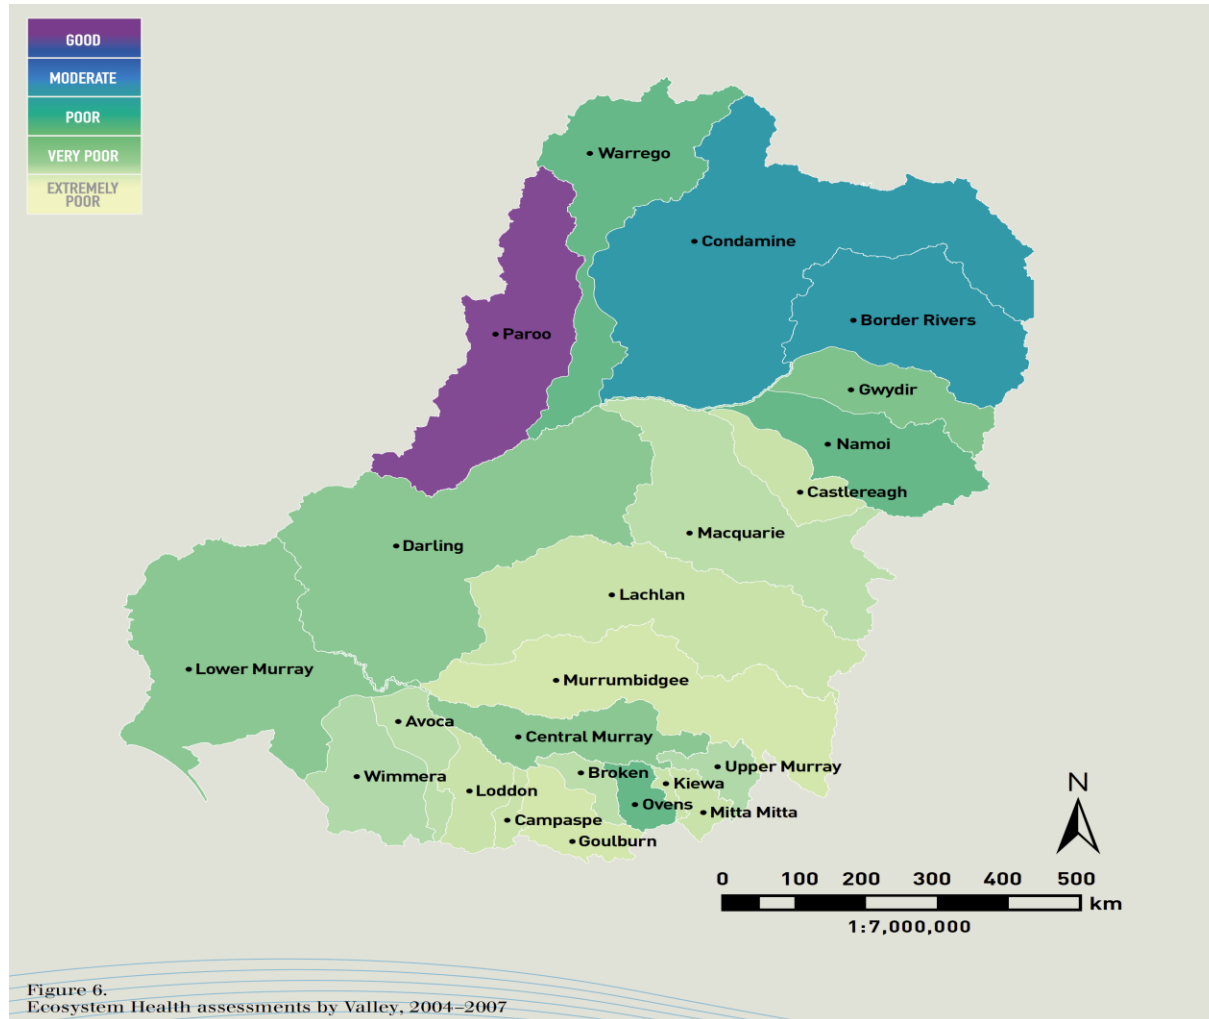 GOOD
MODERATE
POOR
VERY POOR
EXTREMELY
POOR
Warrego
Condamine
Border Rivers
Paroo
Gwydir
Namoi
Castlereagh
Macquarie
Darling
Lachlan
Lower Murray
Murrumbidgee
Avoca
Central Murray
Upper Murray
Broken
Wimmera
Kiewa
Loddon
Ovens
Mitta Mitta
Campaspe
Goulburn
N
0 100 200 300 400 500
km
1:7,000,000
Figure 6.
Ecosystem Health assessments by Valley, 2004–2007